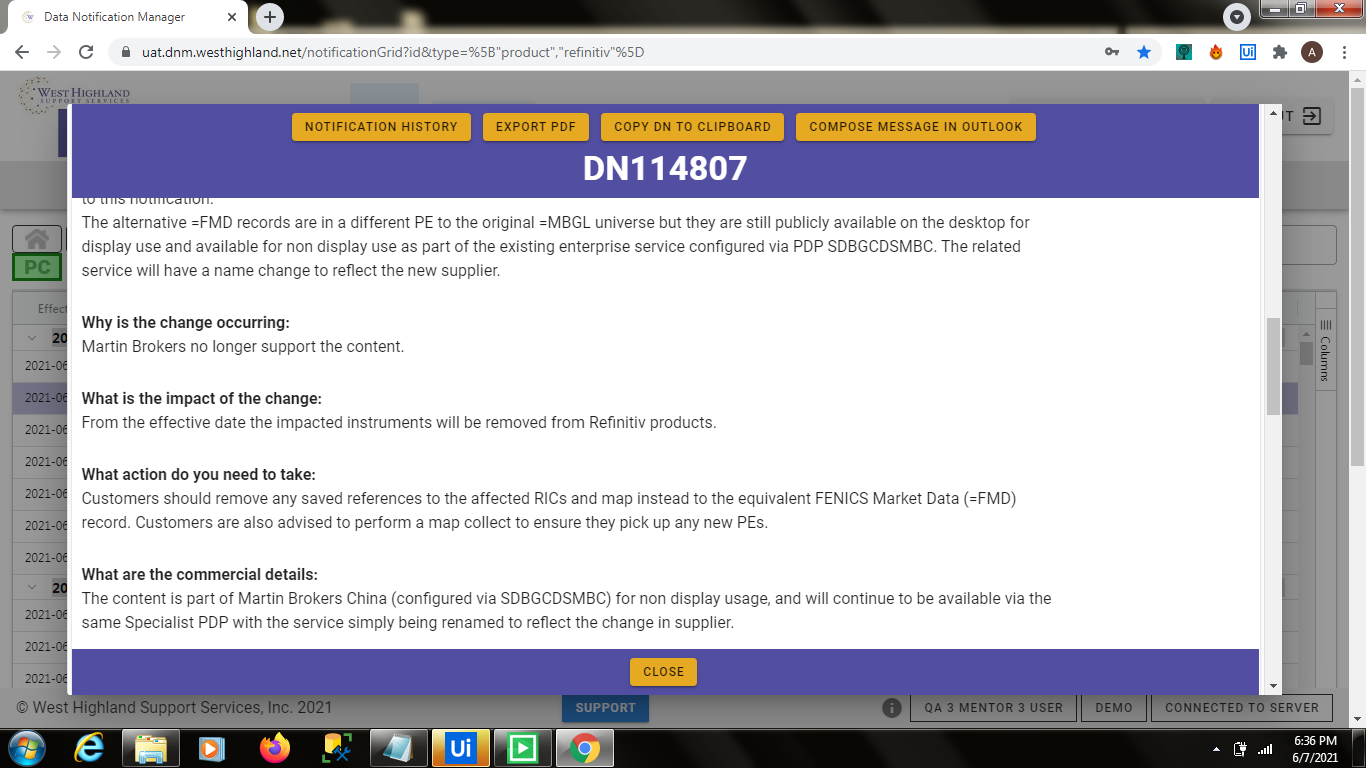 Data Notification Manager
uat.dnm.westhighland.net/notificationGrid?id&type=%5B"product","refinitiv"%5D
Ui
A
WEST HIGHLAND
SUPPORT SERVICES
UT
NOTIFICATION HISTORY
EXPORT PDF
COPY DN TO CLIPBOARD
COMPOSE MESSAGE IN OUTLOOK
DN114807
to this notification.
The alternative =FMD records are in a different PE to the original =MBGL universe but they are still publicly available on the desktop for
display use and available for non display use as part of the existing enterprise service configured via PDP SDBGCDSMBC. The related
service will have a name change to reflect the new supplier.
Why is the change occurring:
Martin Brokers no longer support the content.
What is the impact of the change:
From the effective date the impacted instruments will be removed from Refinitiv products.
What action do you need to take:
Customers should remove any saved references to the affected RICs and map instead to the equivalent FENICS Market Data (=FMD)
record. Customers are also advised to perform a map collect to ensure they pick up any new PEs.
What are the commercial details:
The content is part of Martin Brokers China (configured via SDBGCDSMBC) for non display usage, and will continue to be available via the
same Specialist PDP with the service simply being renamed to reflect the change in supplier.
CLOSE
PC
Effect
20
2021-06
2021-06
2021-06
2021-06
2021-06
2021-06
2021-06
20
2021-06
2021-06
2021-06
Columns
© West Highland Support Services, Inc. 2021
SUPPORT
QA 3 MENTOR 3 USER
DEMO
CONNECTED TO SERVER
Ui
6:36 PM
6/7/2021